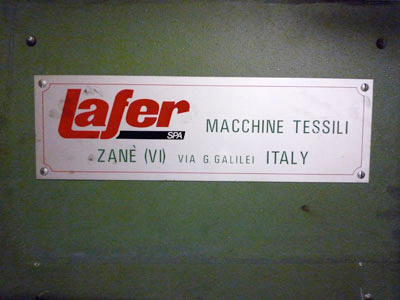 Lafer SPA MACCHINE TESSILI
ZANÈ (VI) VIA G. GALILEI ITALY